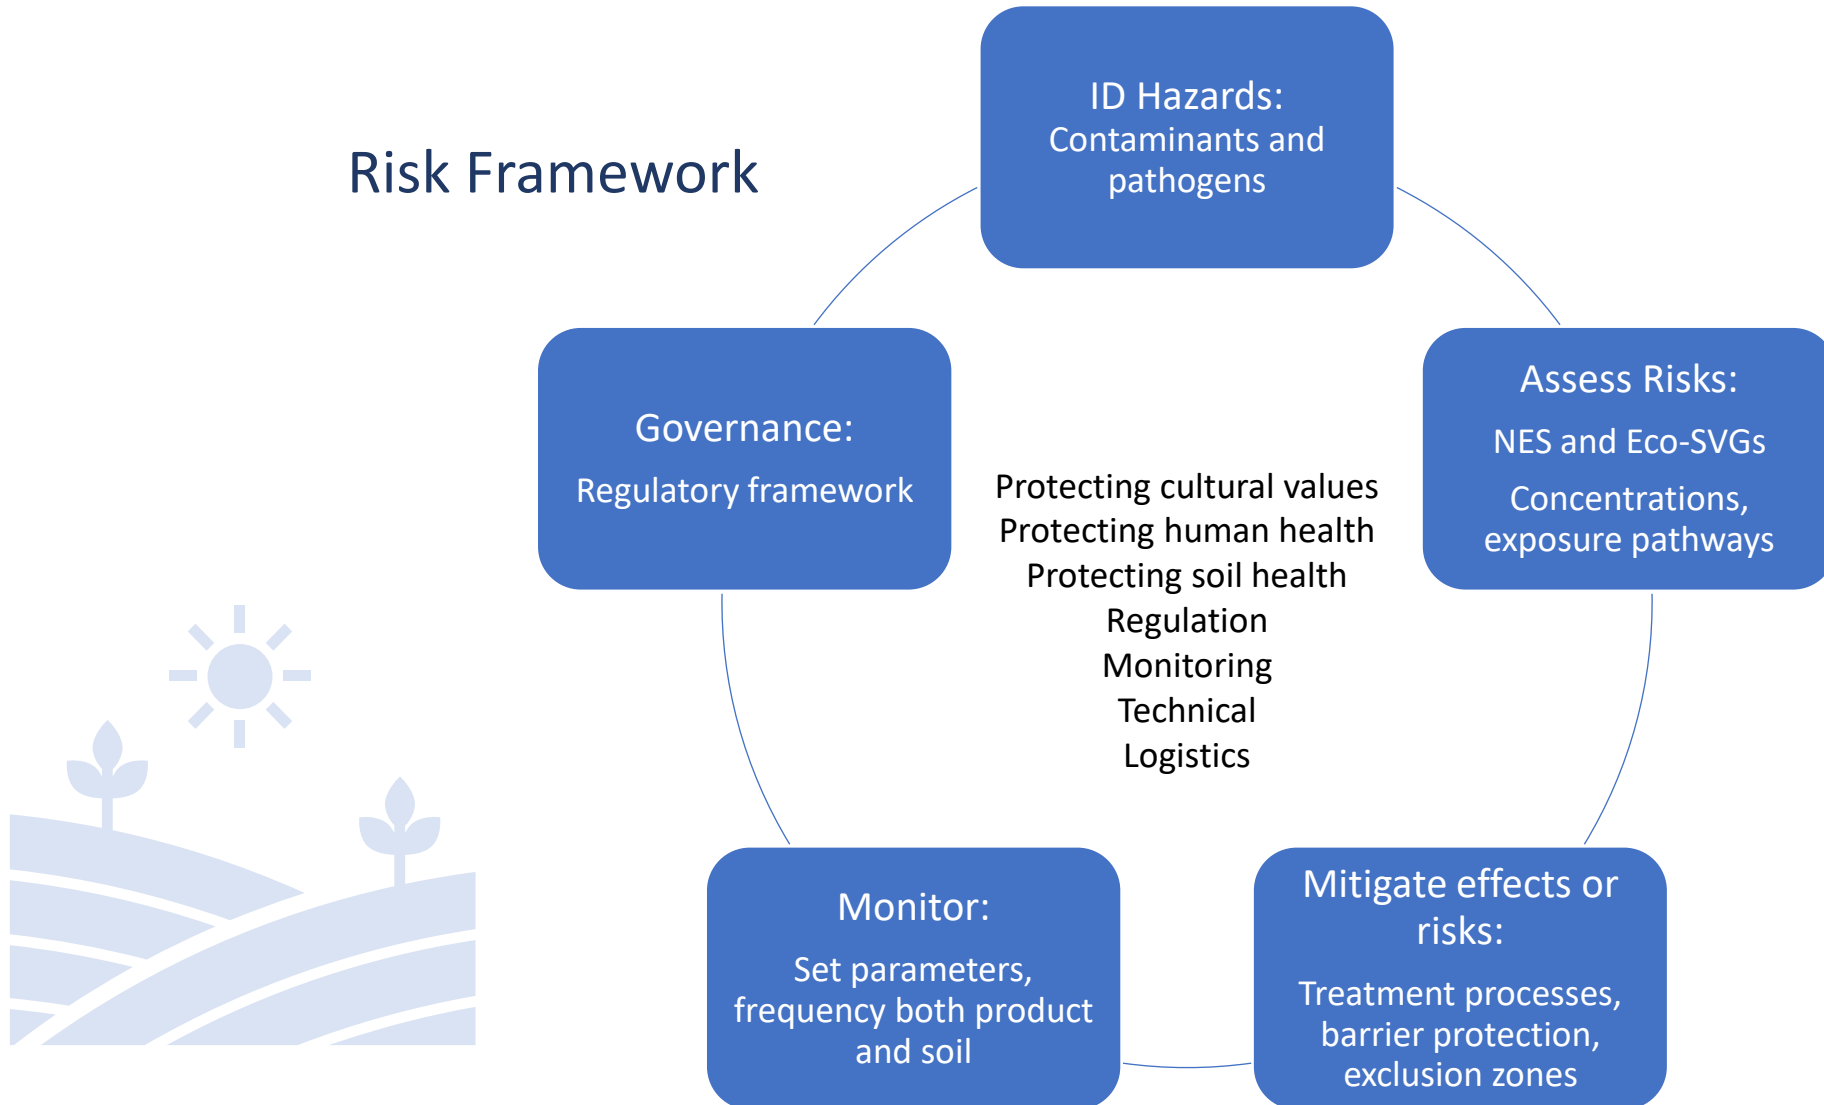 Risk Framework
ID Hazards:
Contaminants and
pathogens
Assess Risks:
NES and Eco-SVGs
Concentrations,
exposure pathways
Mitigate effects or
risks:
Treatment processes,
barrier protection,
exclusion zones
Monitor:
Set parameters,
frequency both product
and soil
Governance:
Regulatory framework
Protecting cultural values
Protecting human health
Protecting soil health
Regulation
Monitoring
Technical
Logistics